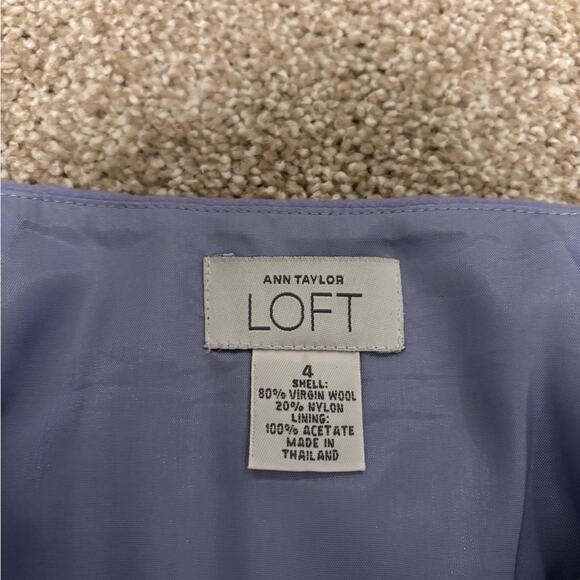 ANN TAYLOR
LOFT
4
SHELL:
80% VIRGIN WOOL
20% NYLON
LINING:
100% ACETATE
MADE IN
THAILAND